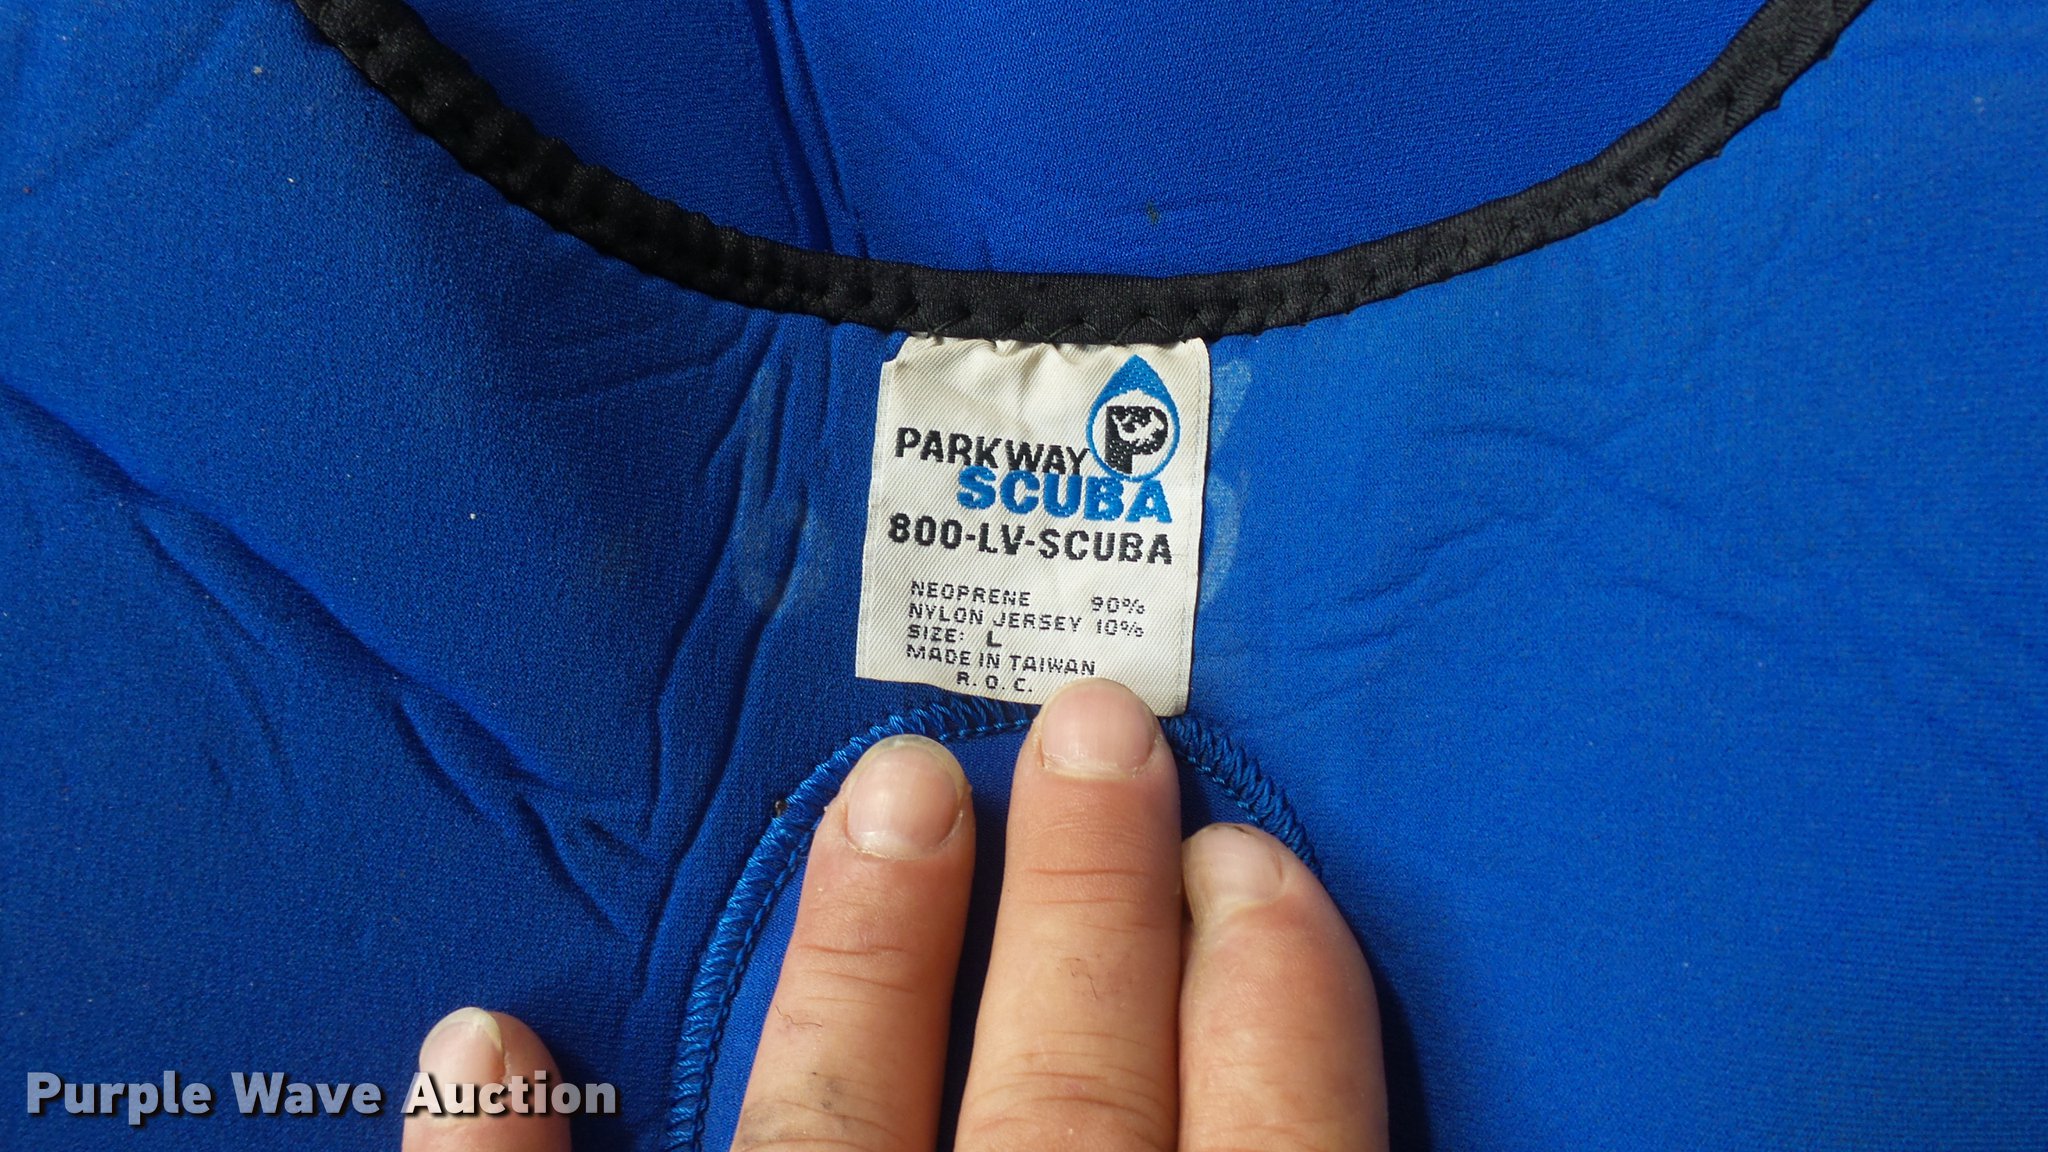 P
PARKWAY
SCUBA
800-LV-SCUBA
NEOPRENE 90%
NYLON JERSEY 10%
SIZE: L
MADE IN TAIWAN
R.O.C.
Purple Wave Auction